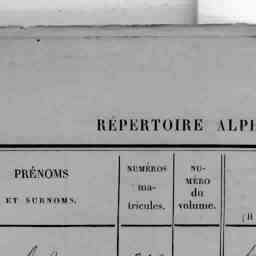 RÉPERTOIRE ALPH
PRÉNOMS
ET SURNOMS.
NUMÉROS
ma-
tricules.
NU-
MÉRO
du
volume.